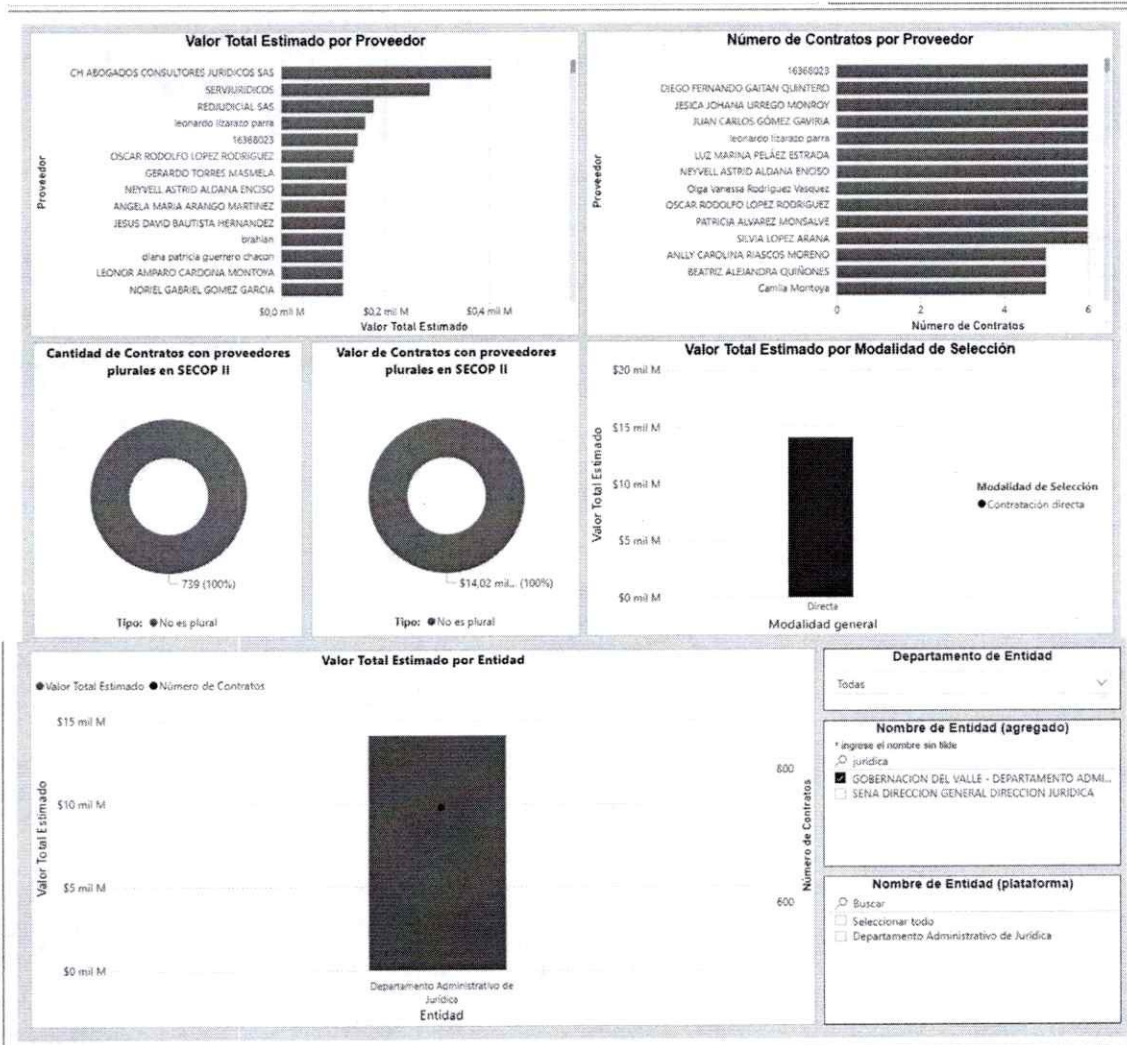 Valor Total Estimado por Proveedor
Proveedor
CH ABOGADOS CONSULTORES JURIDICOS SAS
SERVIJURIDICOS
REDJUDICIAL SAS
leonardo lizarazo parra
16368023
OSCAR RODOLFO LOPEZ RODRIGUEZ
GERARDO TORRES MASMELA
NEYVELL ASTRID ALDANA ENCISO
ANGELA MARIA ARANGO MARTINEZ
JESUS DAVID BAUTISTA HERNANDEZ
brahian
diana patricia guerrero chacon
LEONOR AMPARO CARDONA MONTOYA
NORIEL GABRIEL GOMEZ GARCIA
$0,0 mil M $0,2 mil M $0,4 mil M
Valor Total Estimado
Número de Contratos por Proveedor
Proveedor
16368023
DIEGO FERNANDO GAITAN QUINTERO
JESICA JOHANA URREGO MONROY
JUAN CARLOS GÓMEZ GAVIRIA
leonardo lizarazo parra
LUZ MARINA PELÁEZ ESTRADA
NEYVELL ASTRID ALDANA ENCISO
Olga Vanessa Rodriguez Vasquez
OSCAR RODOLFO LOPEZ RODRIGUEZ
PATRICIA ALVAREZ MONSALVE
SILVIA LOPEZ ARANA
ANLLY CAROLINA RIASCOS MORENO
BEATRIZ ALEJANDRA QUIÑONES
Camila Montoya
0 2 4 6
Número de Contratos
Cantidad de Contratos con proveedores
plurales en SECOP II
739 (100%)
Tipo: No es plural
Valor de Contratos con proveedores
plurales en SECOP II
$14,02 mil... (100%)
Tipo: No es plural
Valor Total Estimado por Modalidad de Selección
Valor Total Estimado
$20 mil M
$15 mil M
$10 mil M
$5 mil M
$0 mil M
Directa
Modalidad general
Modalidad de Selección
Contratación directa
Valor Total Estimado por Entidad
Valor Total Estimado Número de Contratos
Valor Total Estimado
$15 mil M
$10 mil M
$5 mil M
$0 mil M
800
600
Número de Contratos
Departamento Administrativo de
Jurídica
Entidad
Departamento de Entidad
Todas
Nombre de Entidad (agregado)
* ingrese el nombre sin tilde
juridica
GOBERNACION DEL VALLE - DEPARTAMENTO ADMI...
SENA DIRECCION GENERAL DIRECCION JURIDICA
Nombre de Entidad (plataforma)
Buscar
Seleccionar todo
Departamento Administrativo de Jurídica